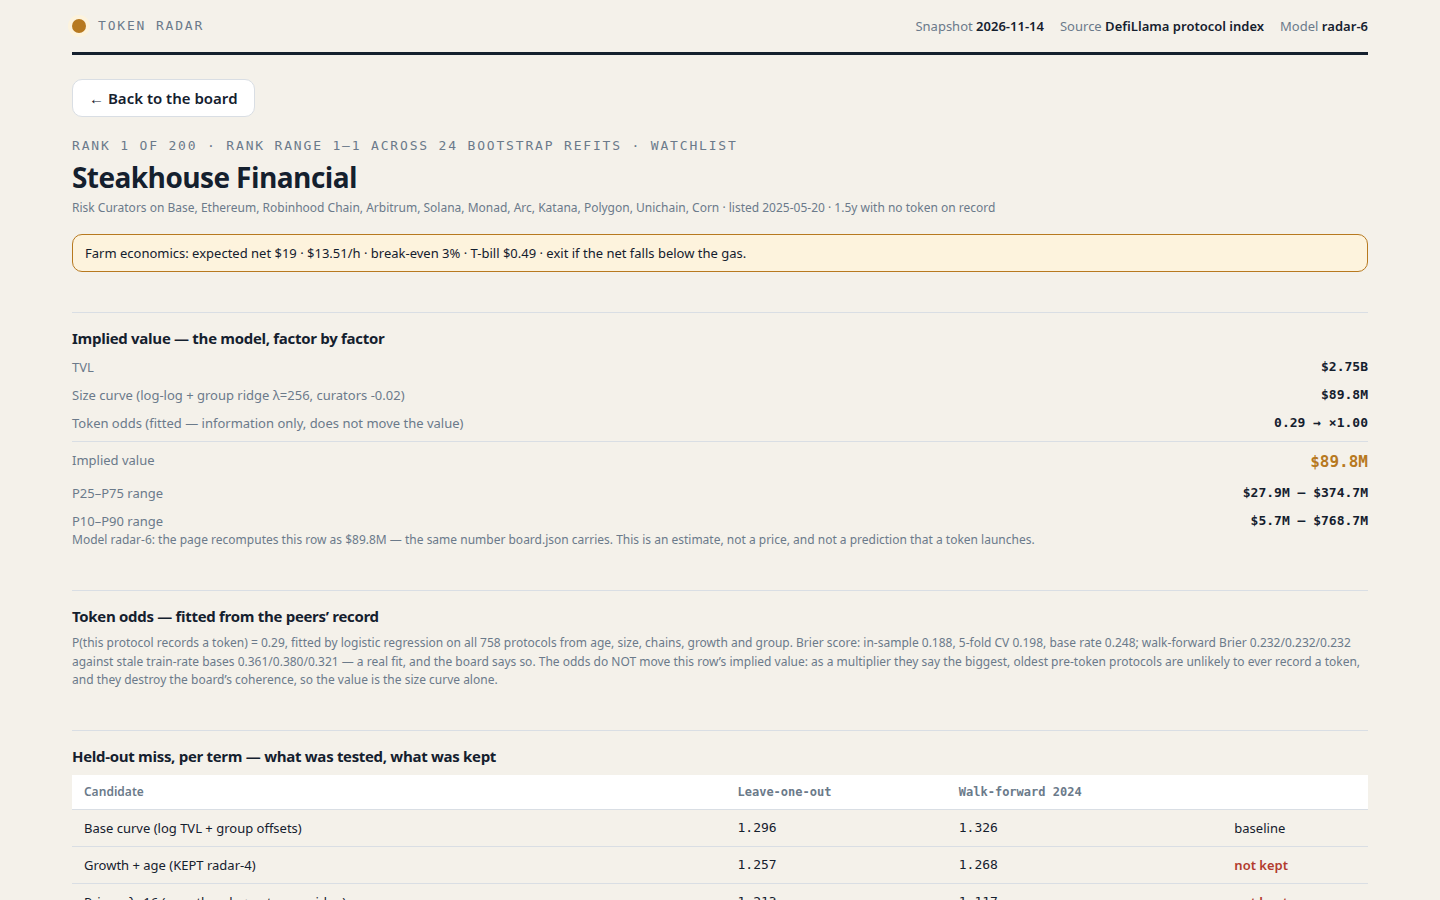 TOKEN RADAR
Snapshot 2026-11-14 Source DefiLlama protocol index Model radar-6
← Back to the board
RANK 1 OF 200 · RANK RANGE 1–1 ACROSS 24 BOOTSTRAP REFITS · WATCHLIST
Steakhouse Financial
Risk Curators on Base, Ethereum, Robinhood Chain, Arbitrum, Solana, Monad, Arc, Katana, Polygon, Unichain, Corn · listed 2025-05-20 · 1.5y with no token on record
Farm economics: expected net $19 · $13.51/h · break-even 3% · T-bill $0.49 · exit if the net falls below the gas.
Implied value — the model, factor by factor
TVL $2.75B
Size curve (log-log + group ridge λ=256, curators -0.02) $89.8M
Token odds (fitted — information only, does not move the value) 0.29 → ×1.00
Implied value $89.8M
P25–P75 range $27.9M — $374.7M
P10–P90 range $5.7M — $768.7M
Model radar-6: the page recomputes this row as $89.8M — the same number board.json carries. This is an estimate, not a price, and not a prediction that a token launches.
Token odds — fitted from the peers’ record
P(this protocol records a token) = 0.29, fitted by logistic regression on all 758 protocols from age, size, chains, growth and group. Brier score: in-sample 0.188, 5-fold CV 0.198, base rate 0.248; walk-forward Brier 0.232/0.232/0.232
against stale train-rate bases 0.361/0.380/0.321 — a real fit, and the board says so. The odds do NOT move this row’s implied value: as a multiplier they say the biggest, oldest pre-token protocols are unlikely to ever record a token,
and they destroy the board’s coherence, so the value is the size curve alone.
Held-out miss, per term — what was tested, what was kept
Candidate Leave-one-out Walk-forward 2024
Base curve (log TVL + group offsets) 1.296 1.326 baseline
Growth + age (KEPT radar-4) 1.257 1.268 not kept